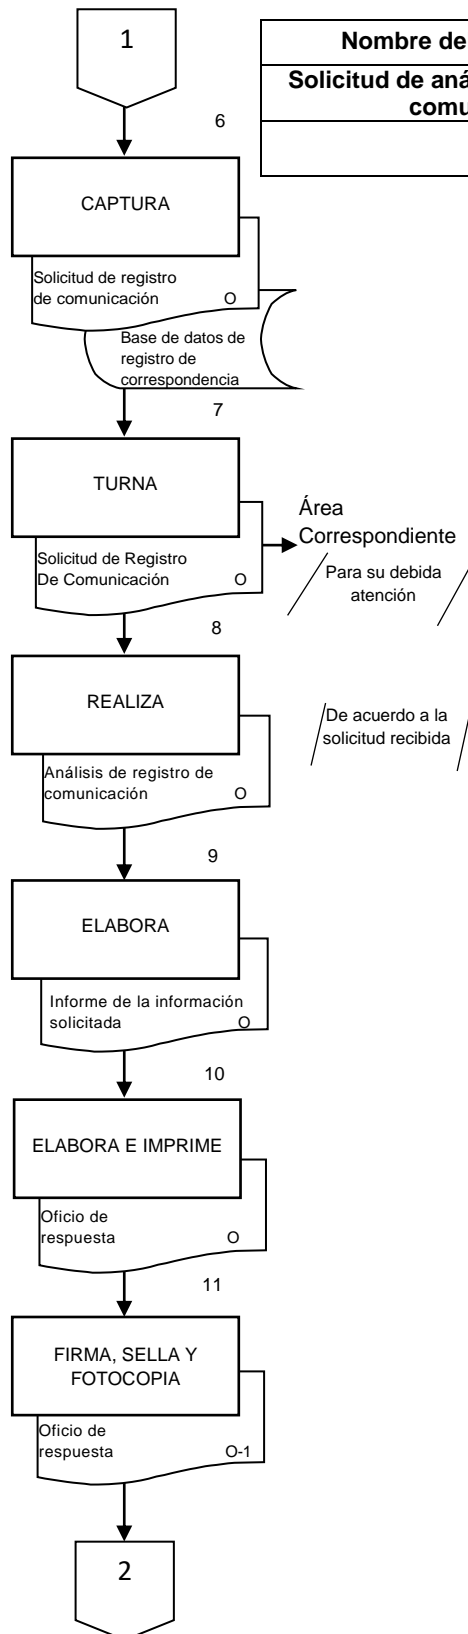 1
Nombre de
Solicitud de aná
comu
6
CAPTURA
Solicitud de registro
de comunicación O
Base de datos de
registro de
correspondencia
7
TURNA
Área
Correspondiente
Solicitud de Registro
De Comunicación O
Para su debida
atención
8
REALIZA
De acuerdo a la
solicitud recibida
Análisis de registro de
comunicación O
9
ELABORA
Informe de la información
solicitada O
10
ELABORA E IMPRIME
Oficio de
respuesta O
11
FIRMA, SELLA Y
FOTOCOPIA
Oficio de
respuesta O-1
2